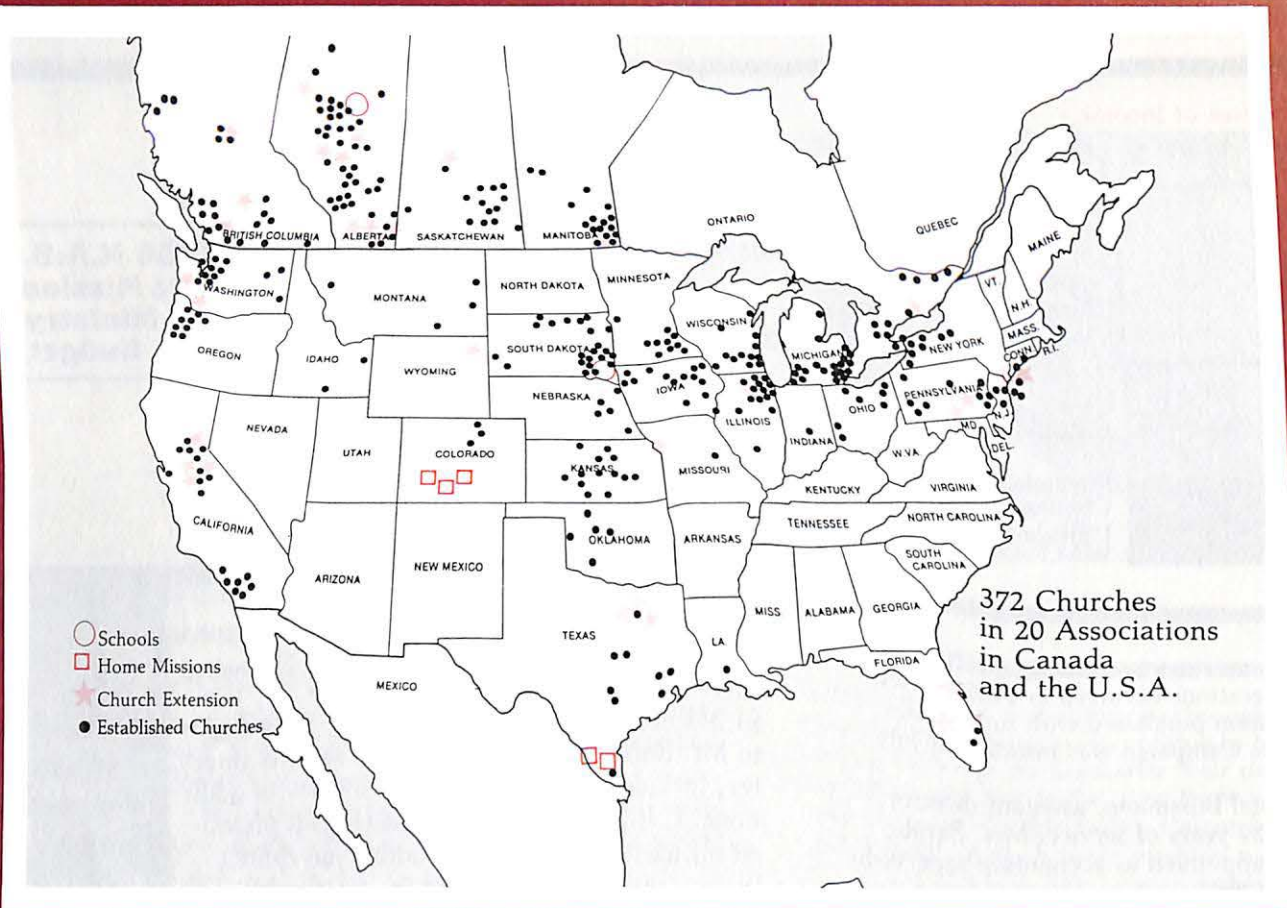 BRITISH COLUMBIA
ALBERTA
SASKATCHEWAN
MANITOBA
ONTARIO
QUEBEC
MAINE
WASHINGTON
MONTANA
NORTH DAKOTA
MINNESOTA
WISCONSIN
MICHIGAN
VT.
N.H.
MASS.
CONN.
R.I.
NEW YORK
OREGON
IDAHO
WYOMING
SOUTH DAKOTA
IOWA
NEBRASKA
ILLINOIS
INDIANA
OHIO
PENNSYLVANIA
N.J.
MD.
DEL.
NEVADA
UTAH
COLORADO
KANSAS
MISSOURI
KENTUCKY
W.VA.
VIRGINIA
CALIFORNIA
ARIZONA
NEW MEXICO
OKLAHOMA
ARKANSAS
TENNESSEE
NORTH CAROLINA
SOUTH
CAROLINA
TEXAS
LA.
MISS.
ALABAMA
GEORGIA
FLORIDA
MEXICO
Schools
Home Missions
Church Extension
Established Churches
372 Churches
in 20 Associations
in Canada
and the U.S.A.